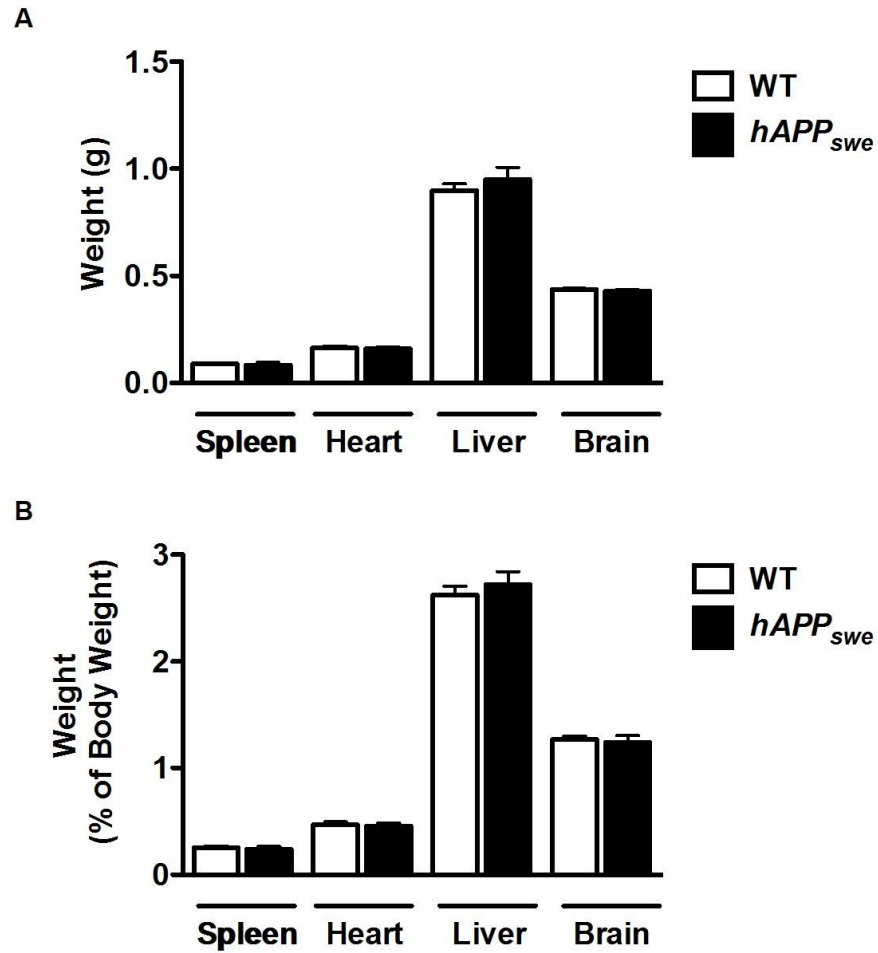 A
Weight (g)
1.5
1.0
0.5
0.0
Spleen Heart Liver Brain
WT
hAPPswe
B
Weight
(% of Body Weight)
3
2
1
0
Spleen Heart Liver Brain
WT
hAPPswe